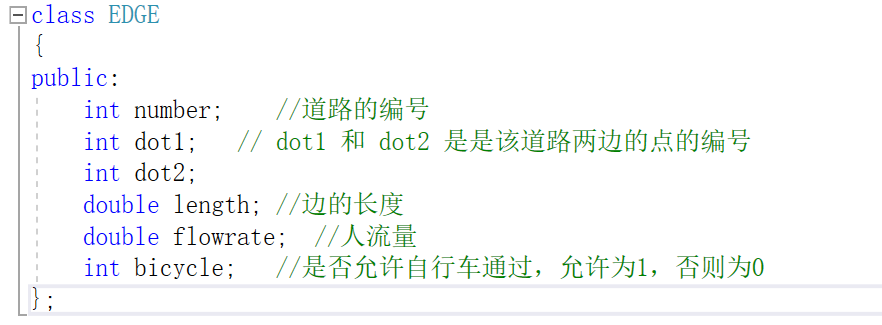 class EDGE
{
public:
int number; //道路的编号
int dot1; // dot1 和 dot2 是是该道路两边的点的编号
int dot2;
double length; //边的长度
double flowrate; //人流量
int bicycle; //是否允许自行车通过，允许为1，否则为0
};